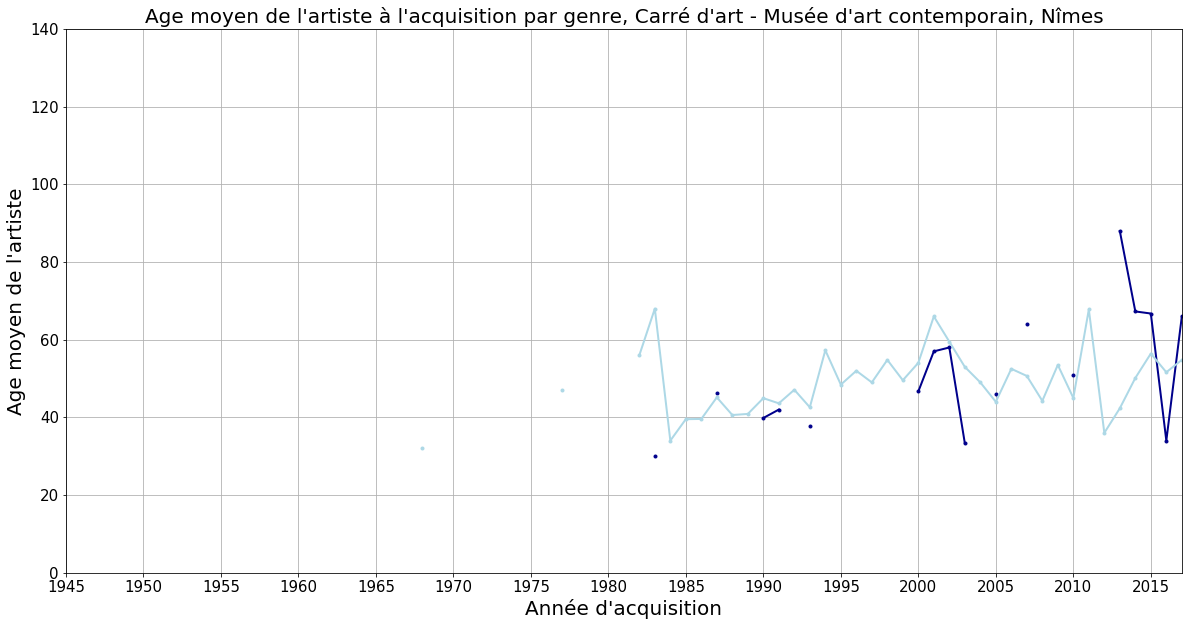 Age moyen de l'artiste à l'acquisition par genre, Carré d'art - Musée d'art contemporain, Nîmes
140
120
100
80
60
40
20
0
Age moyen de l'artiste
1945 1950 1955 1960 1965 1970 1975 1980 1985 1990 1995 2000 2005 2010 2015
Année d'acquisition